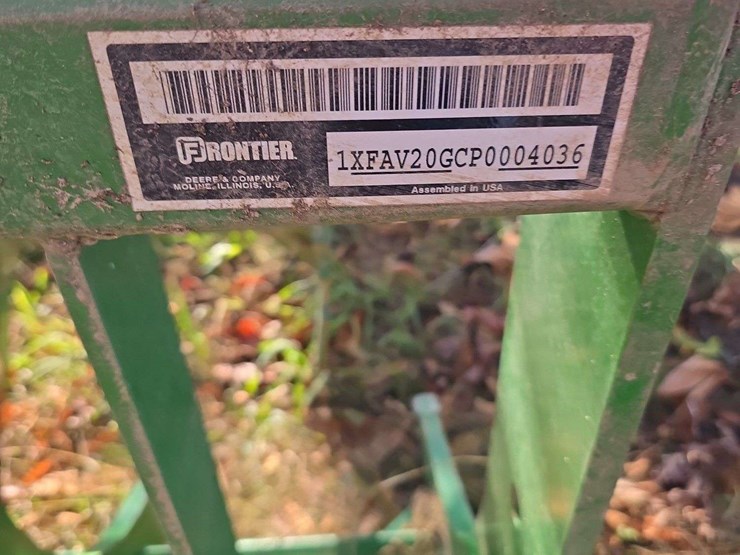 FRONTIER
DEERE & COMPANY
MOLINE, ILLINOIS, U.S.A.
1XFAV20GCP0004036
Assembled in USA